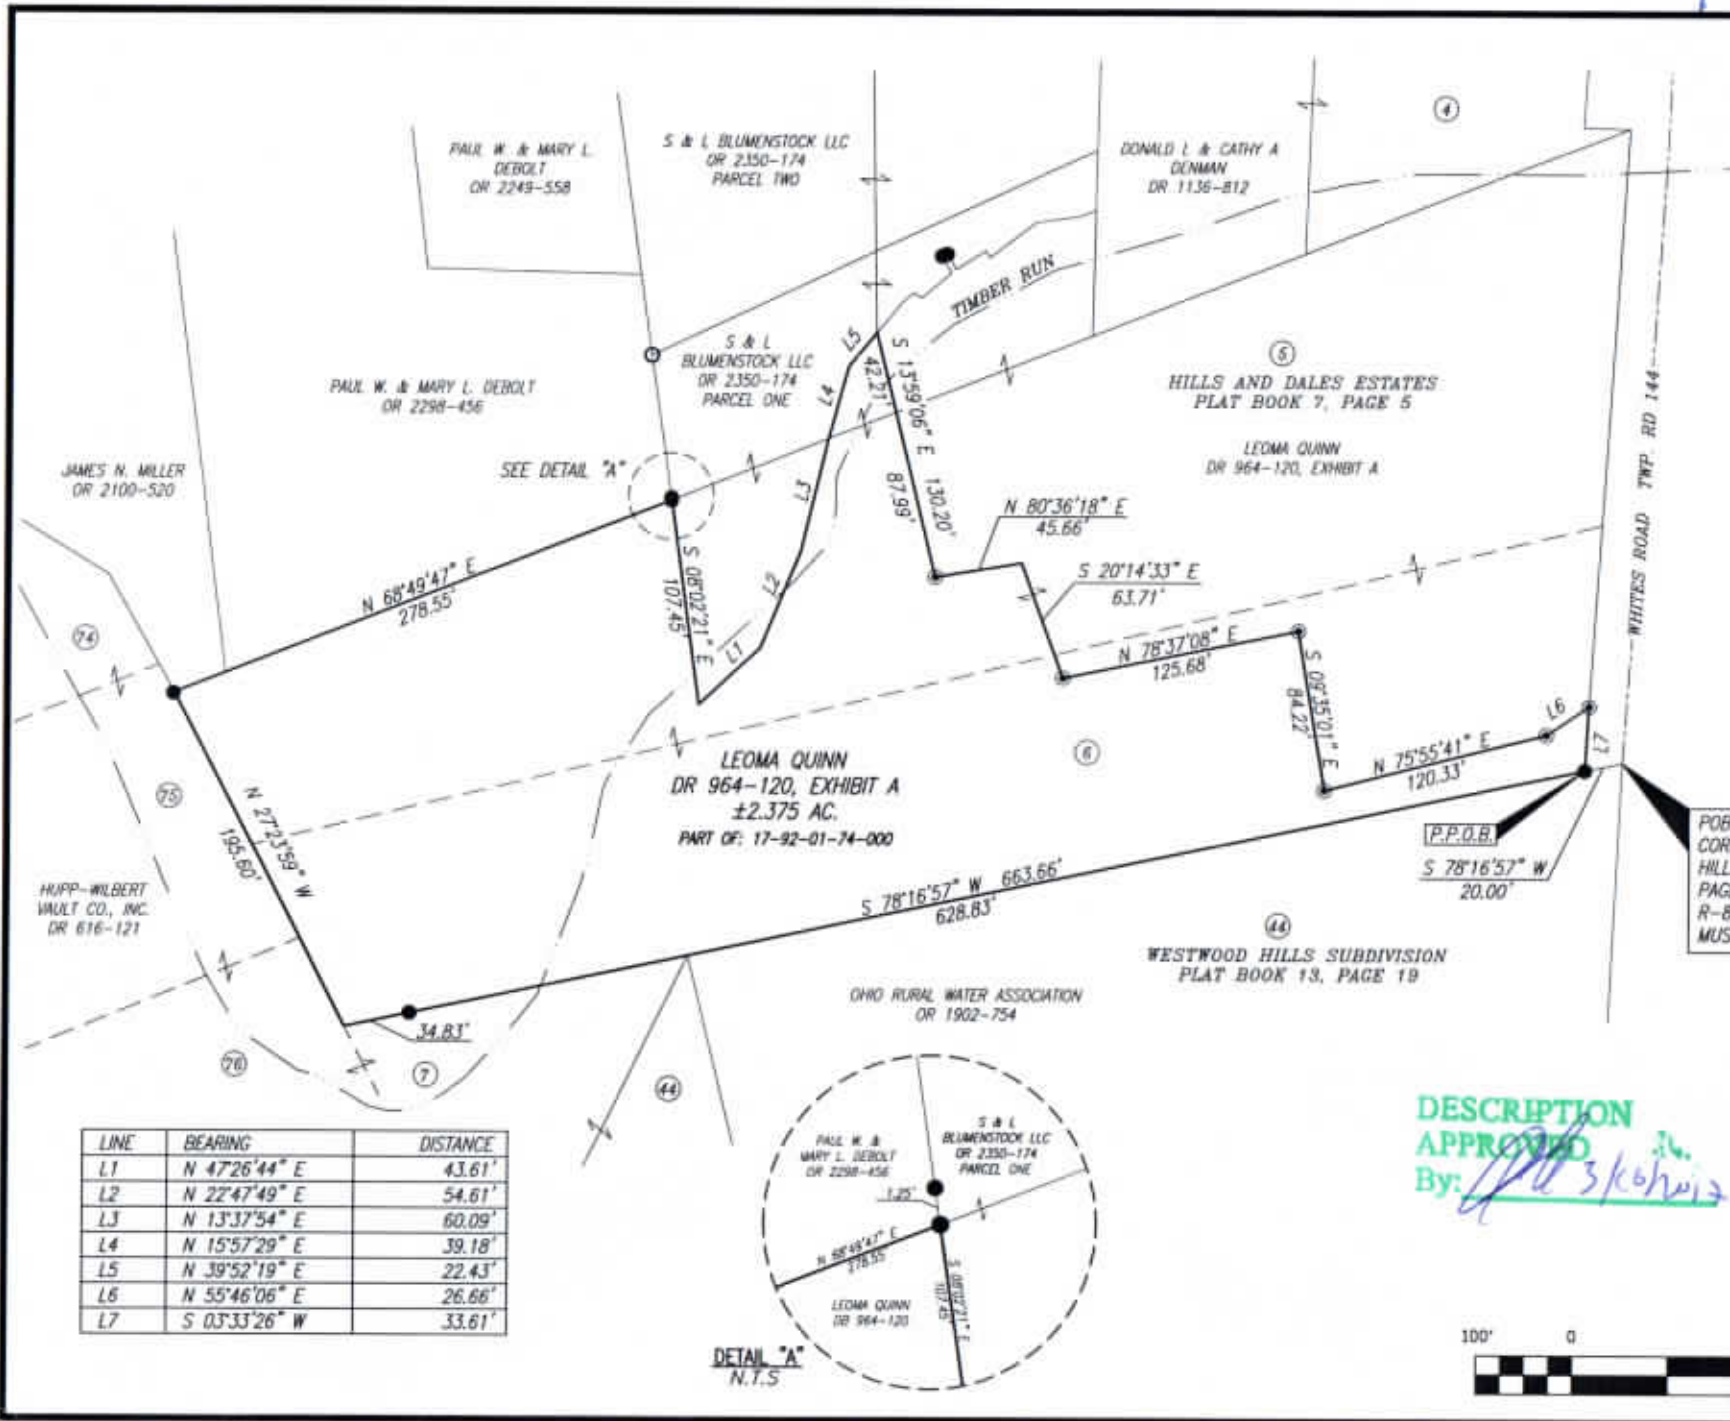 4
PAUL W. & MARY L.
DEBOLT
OR 2249-558
S & L BLUMENSTOCK LLC
OR 2350-174
PARCEL TWO
DONALD L & CATHY A
DENMAN
DR 1136-812
TIMBER RUN
WHITES ROAD TWP. RD 144
S & L
BLUMENSTOCK LLC
OR 2350-174
PARCEL ONE
L5
L4
L3
L2
L1
S 13°59'06" E 130.20'
42.21'
87.99'
5
HILLS AND DALES ESTATES
PLAT BOOK 7, PAGE 5
LEOMA QUINN
DR 964-120, EXHIBIT A
PAUL W. & MARY L. DEBOLT
OR 2298-456
JAMES N. MILLER
OR 2100-520
SEE DETAIL "A"
N 68°49'47" E
278.55'
S 08°02'21" E
107.45'
N 80°36'18" E
45.66'
S 20°14'33" E
63.71'
N 78°37'08" E
125.68'
S 09°35'01" E
84.22'
N 75°55'41" E
120.33'
L6
L7
74
75
76
7
N 27°23'59" W
195.60'
LEOMA QUINN
DR 964-120, EXHIBIT A
±2.375 AC.
PART OF: 17-92-01-74-000
6
P.P.O.B.
S 78°16'57" W
20.00'
POB
COR
HILL
PAG
R-8
MUS
HUPP-WILBERT
VAULT CO., INC.
DR 616-121
S 78°16'57" W 663.66'
628.83'
34.83'
44
WESTWOOD HILLS SUBDIVISION
PLAT BOOK 13, PAGE 19
OHIO RURAL WATER ASSOCIATION
OR 1902-754
44
LINE BEARING DISTANCE
L1 N 47°26'44" E 43.61'
L2 N 22°47'49" E 54.61'
L3 N 13°37'54" E 60.09'
L4 N 15°57'29" E 39.18'
L5 N 39°52'19" E 22.43'
L6 N 55°46'06" E 26.66'
L7 S 03°33'26" W 33.61'
PAUL W. &
MARY L. DEBOLT
OR 2298-456
S & L
BLUMENSTOCK LLC
OR 2350-174
PARCEL ONE
1.25'
N 68°49'47" E
278.55'
S 08°02'21" E
107.45'
LEOMA QUINN
DB 964-120
DETAIL "A"
N.T.S
DESCRIPTION
APPROVED
By:
100' 0